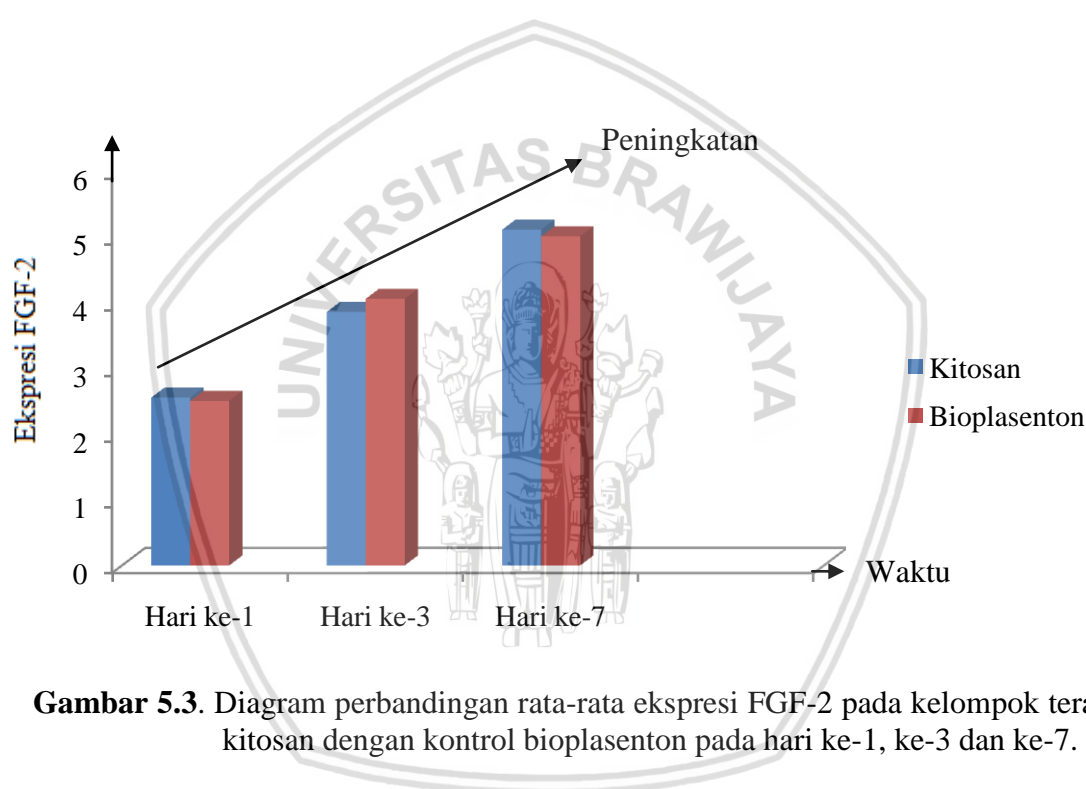 UNIVERSITAS BRAWIJAYA
Peningkatan
6
5
4
3
2
1
0
Ekspresi FGF-2
Kitosan
Bioplasenton
Waktu
Hari ke-1 Hari ke-3 Hari ke-7
Gambar 5.3. Diagram perbandingan rata-rata ekspresi FGF-2 pada kelompok
kitosan dengan kontrol bioplasenton pada hari ke-1, ke-3 dan ke-7.